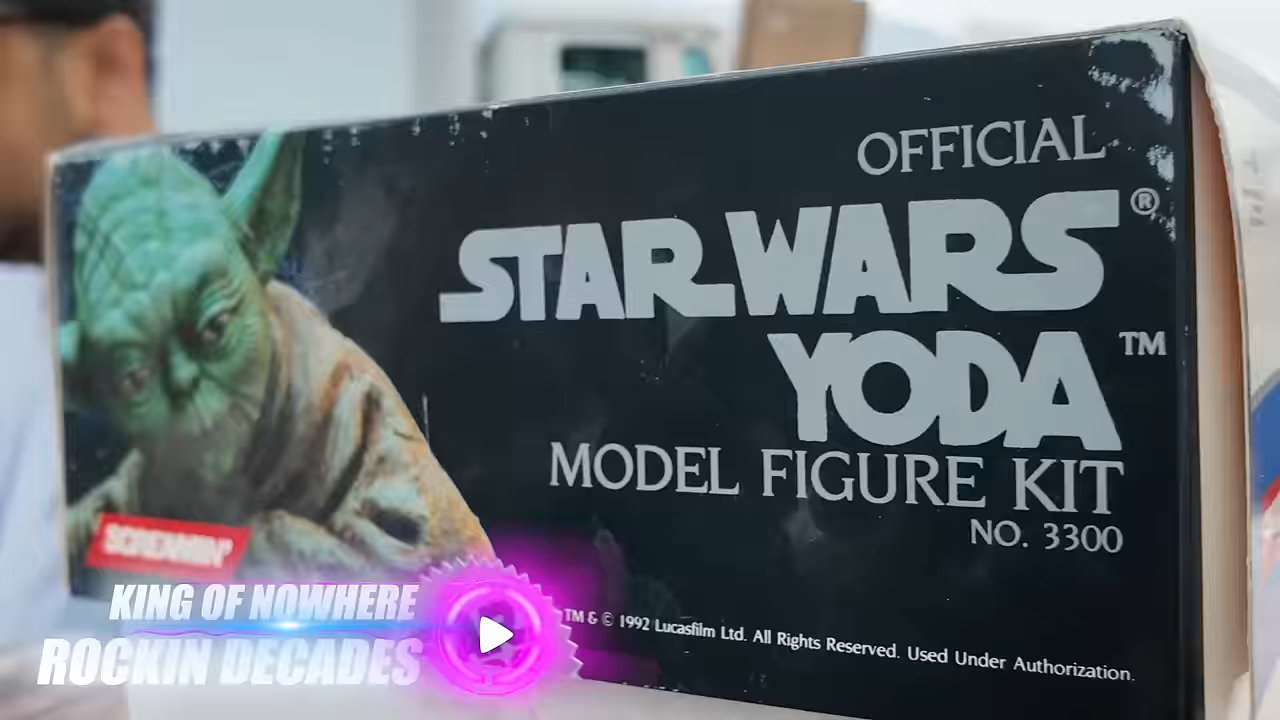 OFFICIAL
STAR WARS®
YODA™
MODEL FIGURE KIT
NO. 3300
SCREAMIN'
TM & © 1992 Lucasfilm Ltd. All Rights Reserved. Used Under Authorization.
KING OF NOWHERE
ROCKIN DECADES